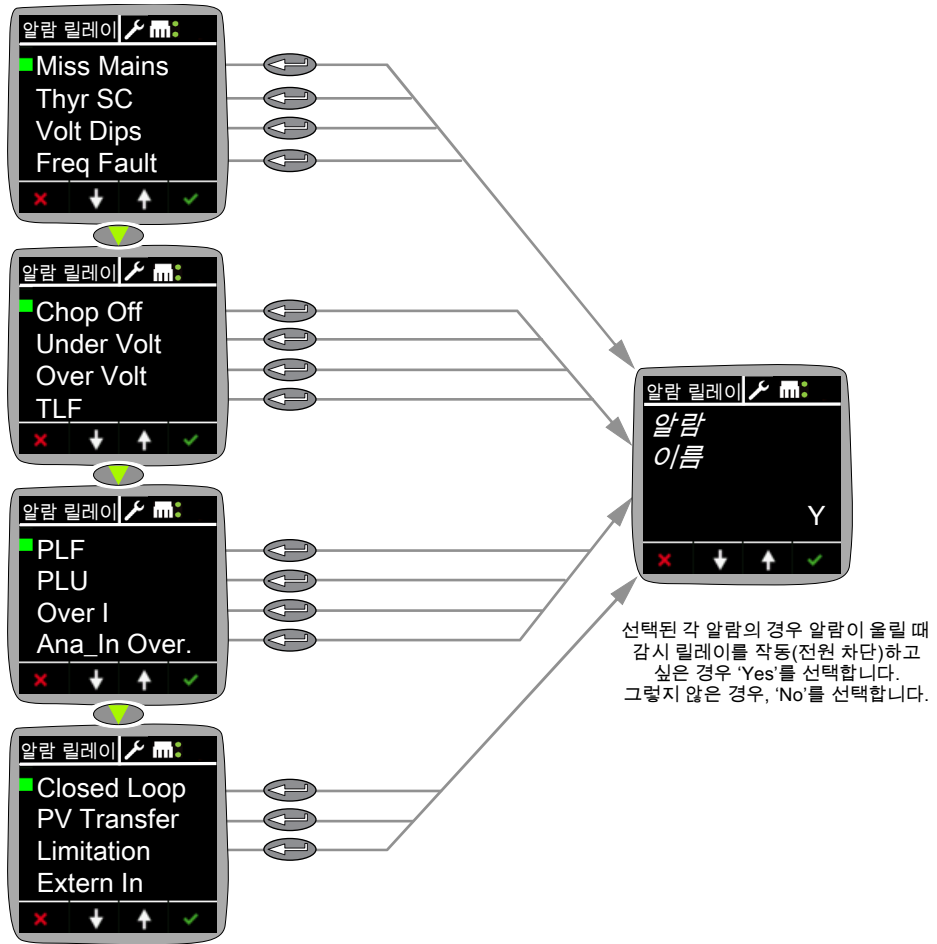 알람 릴레이
Miss Mains
Thyr SC
Volt Dips
Freq Fault
알람 릴레이
Chop Off
Under Volt
Over Volt
TLF
알람 릴레이
PLF
PLU
Over I
Ana_In Over.
알람 릴레이
Closed Loop
PV Transfer
Limitation
Extern In
알람 릴레이
알람
이름
Y
선택된 각 알람의 경우 알람이 울릴 때
감시 릴레이를 작동(전원 차단)하고
싶은 경우 ‘Yes’를 선택합니다.
그렇지 않은 경우, ‘No’를 선택합니다.